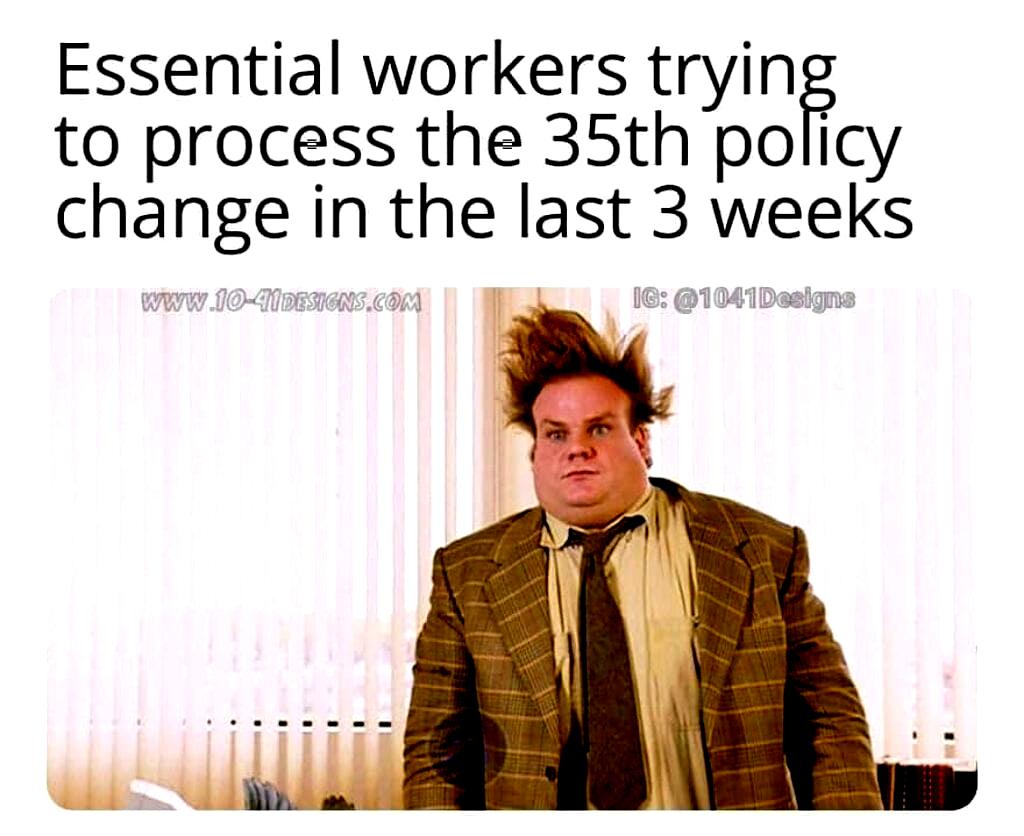 Essential workers trying
to process the 35th policy
change in the last 3 weeks
www.10-41DESIGNS.COM
IG: @1041Designs